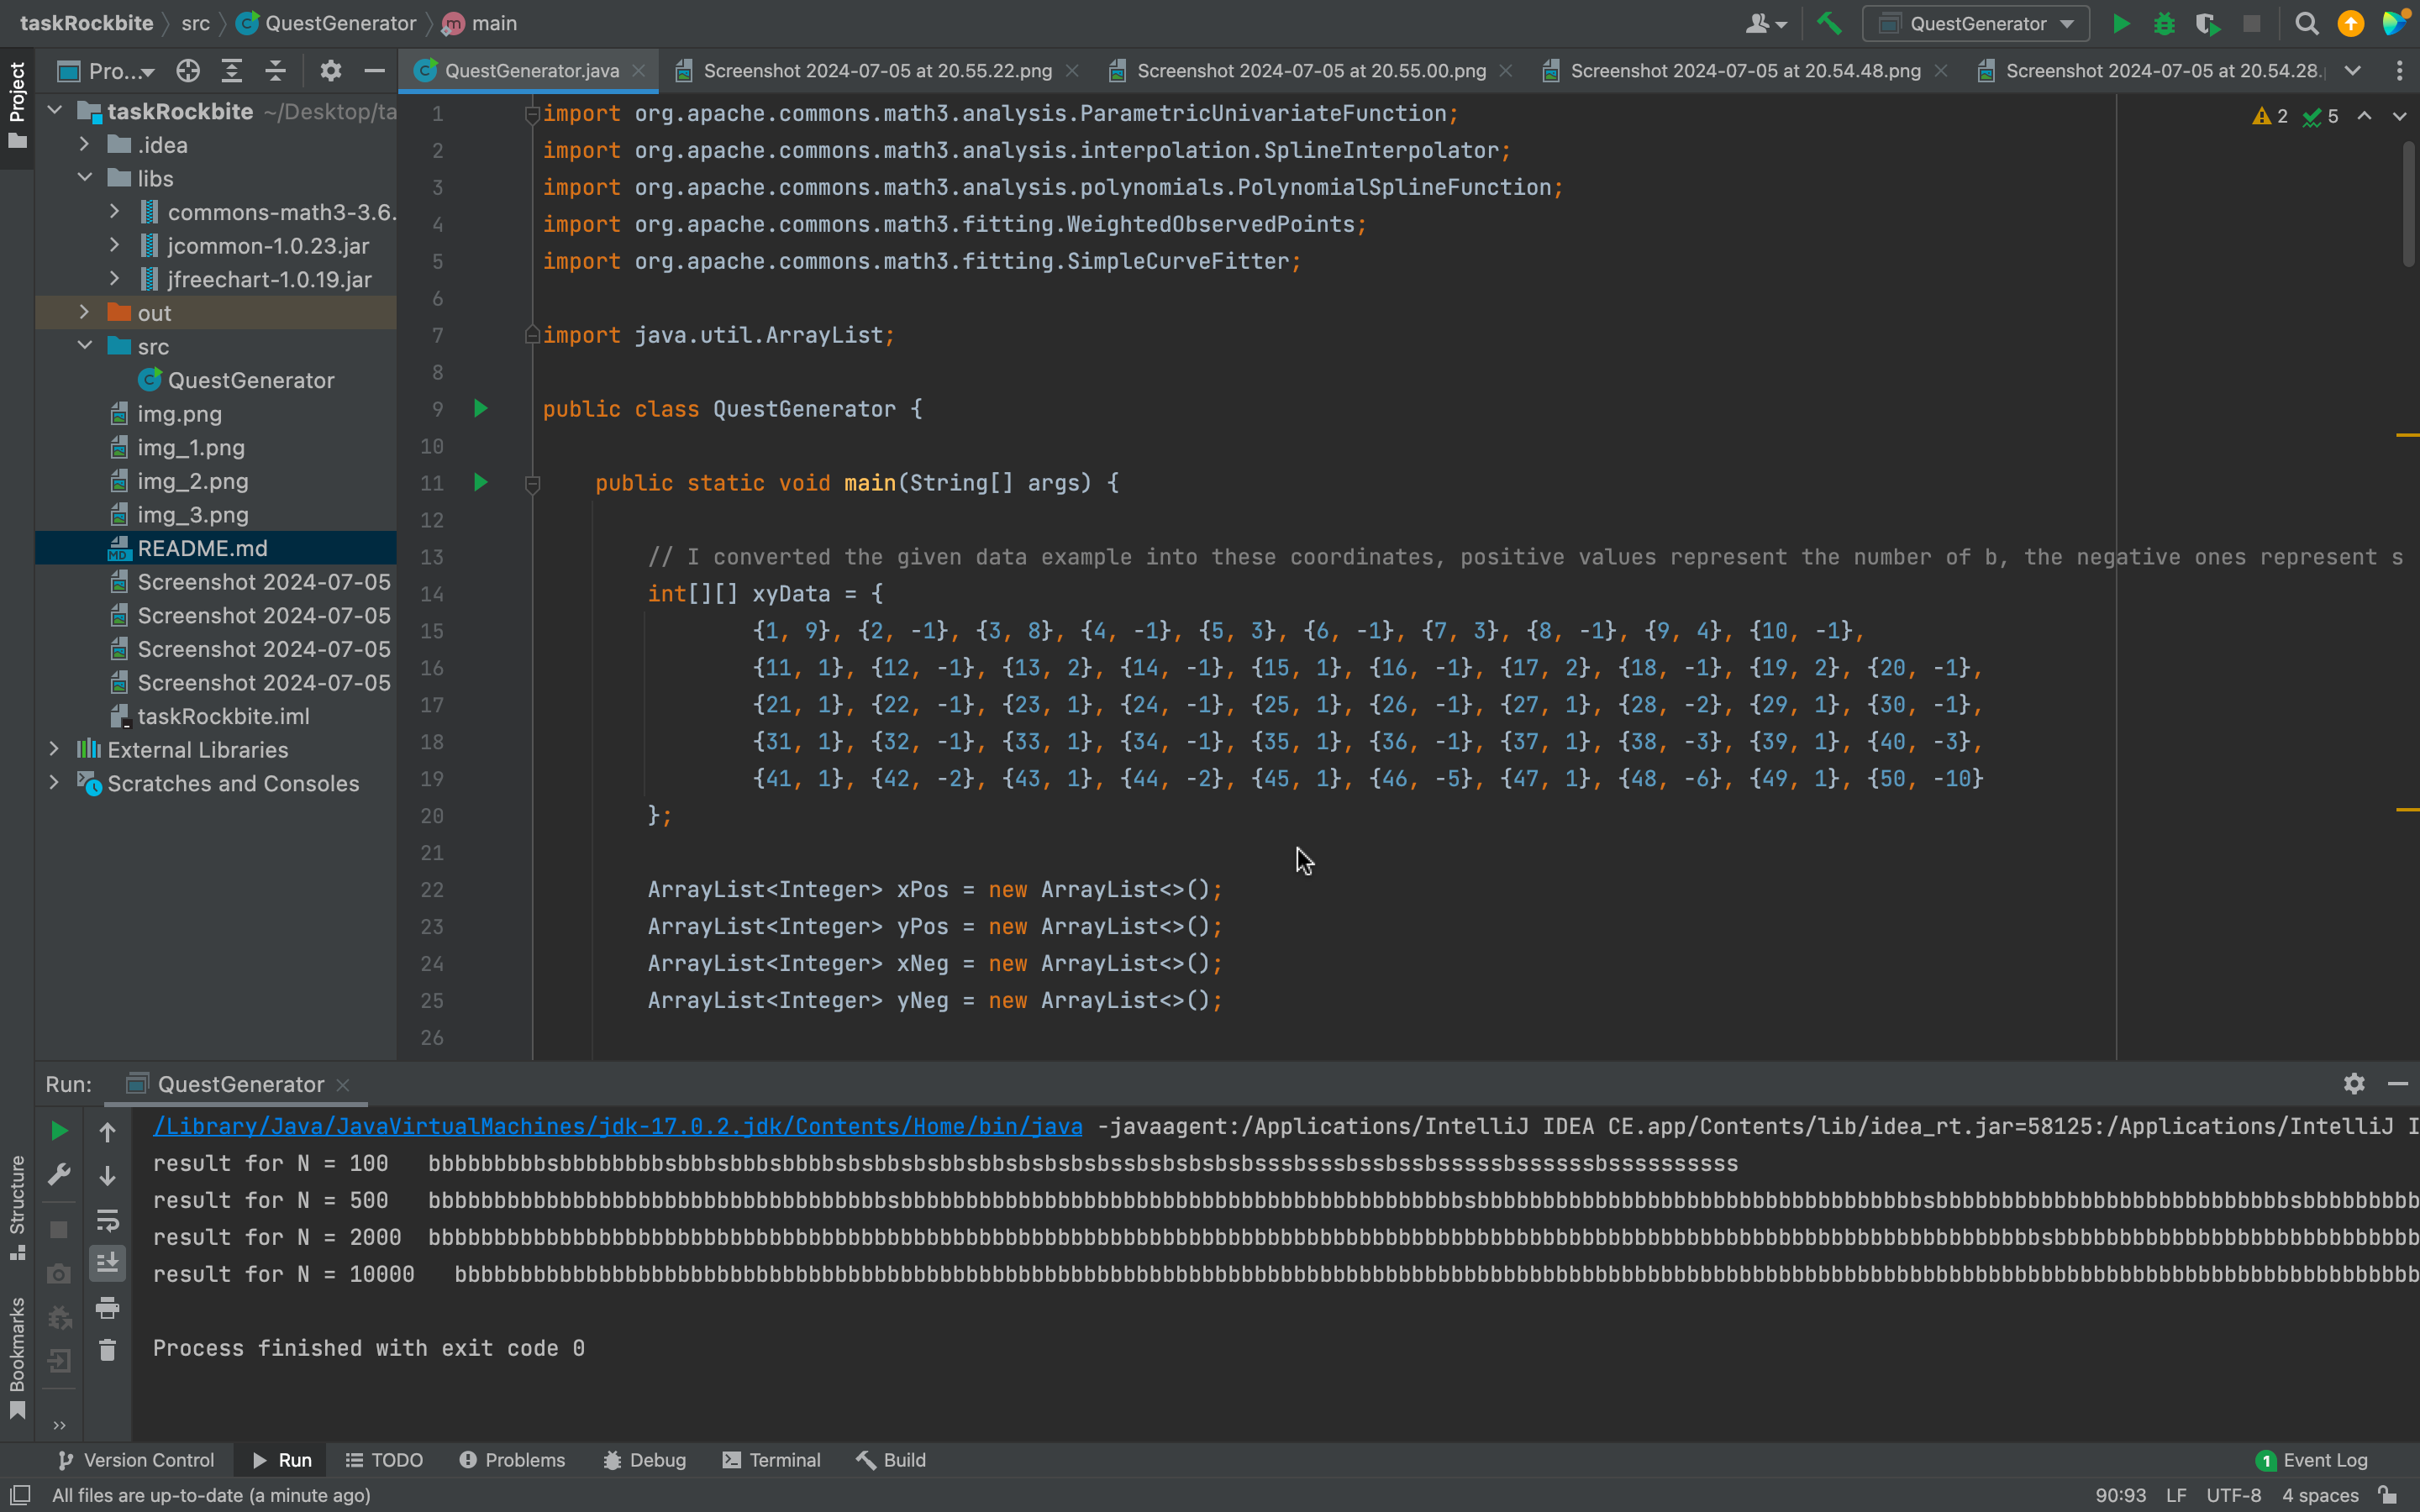 taskRockbite src QuestGenerator main
QuestGenerator
Project
Pro...
QuestGenerator.java
Screenshot 2024-07-05 at 20.55.22.png
Screenshot 2024-07-05 at 20.55.00.png
Screenshot 2024-07-05 at 20.54.48.png
Screenshot 2024-07-05 at 20.54.28.
taskRockbite ~/Desktop/ta
.idea
libs
commons-math3-3.6.
jcommon-1.0.23.jar
jfreechart-1.0.19.jar
out
src
QuestGenerator
img.png
img_1.png
img_2.png
img_3.png
README.md
Screenshot 2024-07-05
Screenshot 2024-07-05
Screenshot 2024-07-05
Screenshot 2024-07-05
taskRockbite.iml
External Libraries
Scratches and Consoles
2 5
1 import org.apache.commons.math3.analysis.ParametricUnivariateFunction;
2 import org.apache.commons.math3.analysis.interpolation.SplineInterpolator;
3 import org.apache.commons.math3.analysis.polynomials.PolynomialSplineFunction;
4 import org.apache.commons.math3.fitting.WeightedObservedPoints;
5 import org.apache.commons.math3.fitting.SimpleCurveFitter;
6
7 import java.util.ArrayList;
8
9 public class QuestGenerator {
10
11 public static void main(String[] args) {
12
13 // I converted the given data example into these coordinates, positive values represent the number of b, the negative ones represent s
14 int[][] xyData = {
15 {1, 9}, {2, -1}, {3, 8}, {4, -1}, {5, 3}, {6, -1}, {7, 3}, {8, -1}, {9, 4}, {10, -1},
16 {11, 1}, {12, -1}, {13, 2}, {14, -1}, {15, 1}, {16, -1}, {17, 2}, {18, -1}, {19, 2}, {20, -1},
17 {21, 1}, {22, -1}, {23, 1}, {24, -1}, {25, 1}, {26, -1}, {27, 1}, {28, -2}, {29, 1}, {30, -1},
18 {31, 1}, {32, -1}, {33, 1}, {34, -1}, {35, 1}, {36, -1}, {37, 1}, {38, -3}, {39, 1}, {40, -3},
19 {41, 1}, {42, -2}, {43, 1}, {44, -2}, {45, 1}, {46, -5}, {47, 1}, {48, -6}, {49, 1}, {50, -10}
20 };
21
22 ArrayList<Integer> xPos = new ArrayList<>();
23 ArrayList<Integer> yPos = new ArrayList<>();
24 ArrayList<Integer> xNeg = new ArrayList<>();
25 ArrayList<Integer> yNeg = new ArrayList<>();
26
Run: QuestGenerator
/Library/Java/JavaVirtualMachines/jdk-17.0.2.jdk/Contents/Home/bin/java -javaagent:/Applications/IntelliJ IDEA CE.app/Contents/lib/idea_rt.jar=58125:/Applications/IntelliJ I
result for N = 100
result for N = 500
result for N = 2000
result for N = 10000
Process finished with exit code 0
Structure
Bookmarks
Version Control Run TODO Problems Debug Terminal Build 1 Event Log
All files are up-to-date (a minute ago) 90:93 LF UTF-8 4 spaces